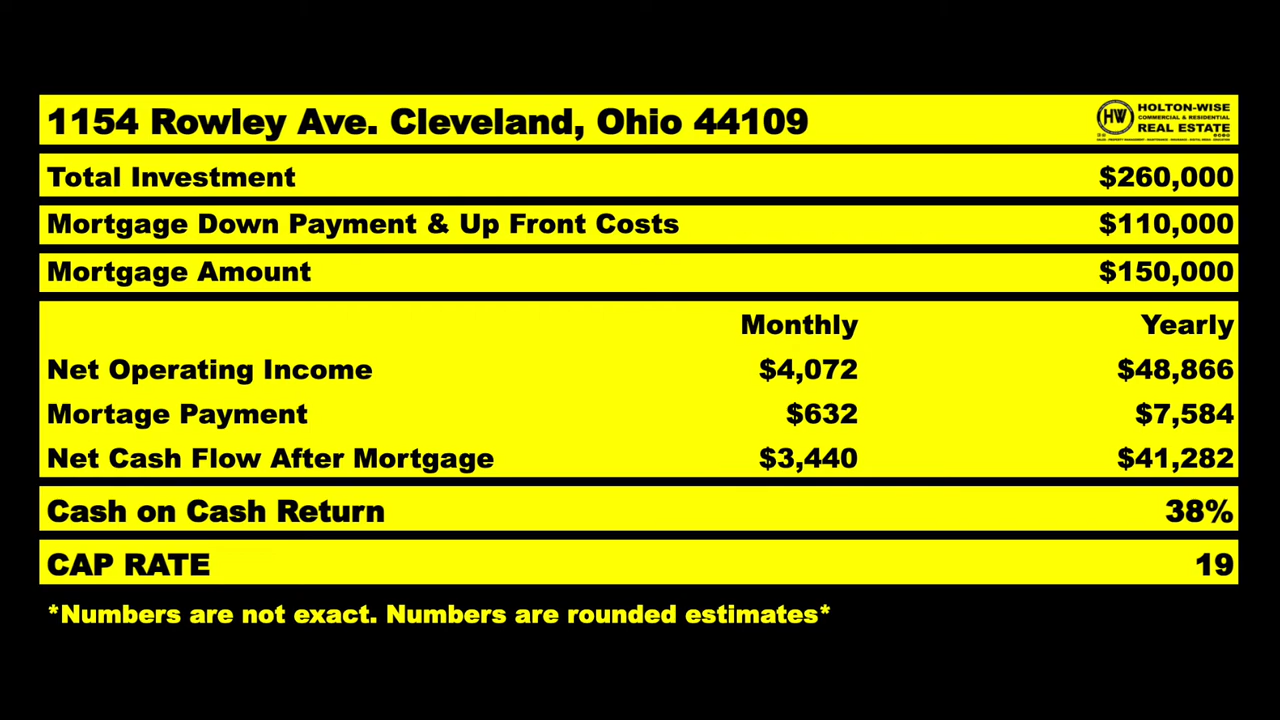 1154 Rowley Ave. Cleveland, Ohio 44109
HW
HOLTON-WISE
COMMERCIAL & RESIDENTIAL
REAL ESTATE
Total Investment $260,000
Mortgage Down Payment & Up Front Costs $110,000
Mortgage Amount $150,000
Monthly Yearly
Net Operating Income $4,072 $48,866
Mortage Payment $632 $7,584
Net Cash Flow After Mortgage $3,440 $41,282
Cash on Cash Return 38%
CAP RATE 19
*Numbers are not exact. Numbers are rounded estimates*